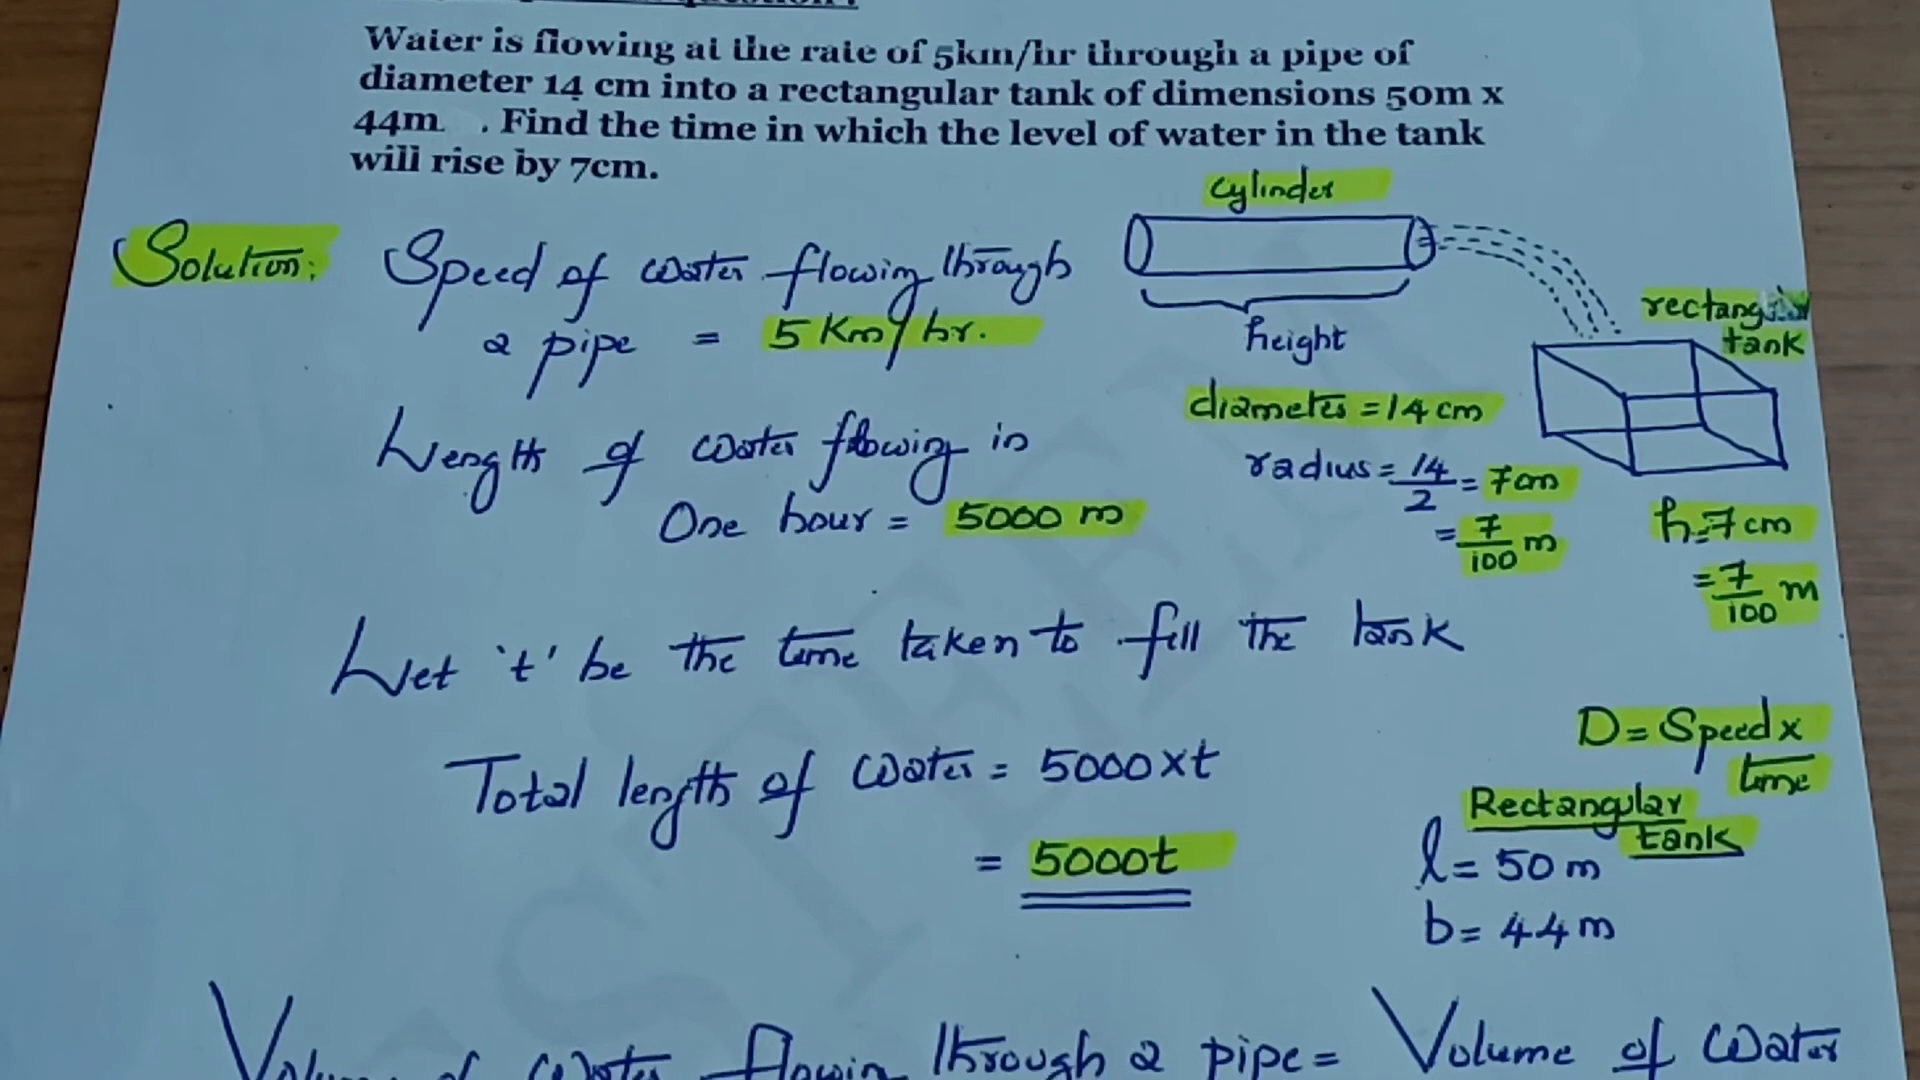 Water is flowing at the rate of 5km/hr through a pipe of
diameter 14 cm into a rectangular tank of dimensions 50m x
44m . Find the time in which the level of water in the tank
will rise by 7cm.
Solution:
Speed of water flowing through
a pipe = 5 Km/hr.
Length of water flowing in
One hour = 5000 m
cylinder
height
rectangular
tank
diameter = 14 cm
radius = 14/2 = 7cm
= 7/100 m
h=7cm
= 7/100 m
Let 't' be the time taken to fill the tank
Total length of water = 5000xt
= 5000t
D = Speed x
time
Rectangular
tank
l = 50 m
b = 44 m
Volume of water flowing through a pipe = Volume of water
STEEM